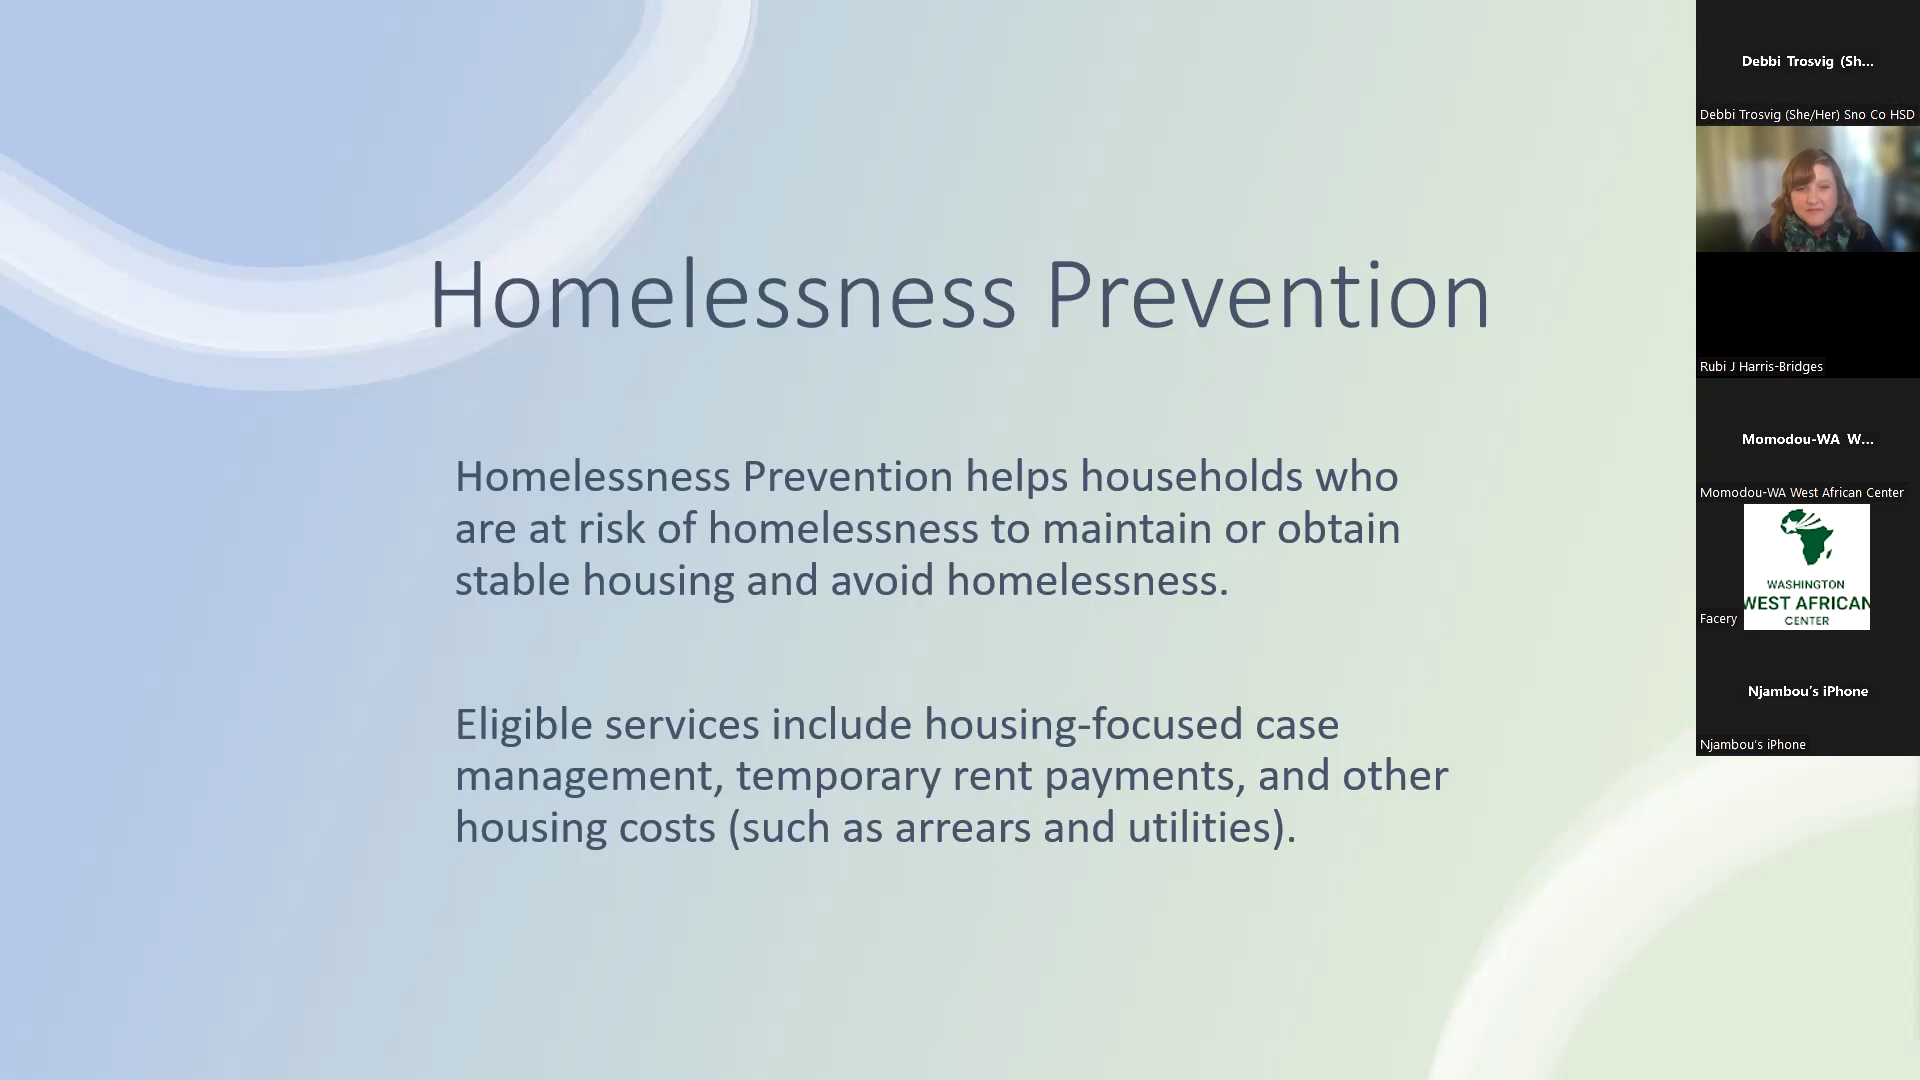 Homelessness Prevention
Homelessness Prevention helps households who
are at risk of homelessness to maintain or obtain
stable housing and avoid homelessness.
Eligible services include housing-focused case
management, temporary rent payments, and other
housing costs (such as arrears and utilities).
Debbi Trosvig (Sh...
Debbi Trosvig (She/Her) Sno Co HSD
Rubi J Harris-Bridges
Momodou-WA W...
Momodou-WA West African Center
WASHINGTON
WEST AFRICAN
CENTER
Facery
Njambou's iPhone
Njambou's iPhone